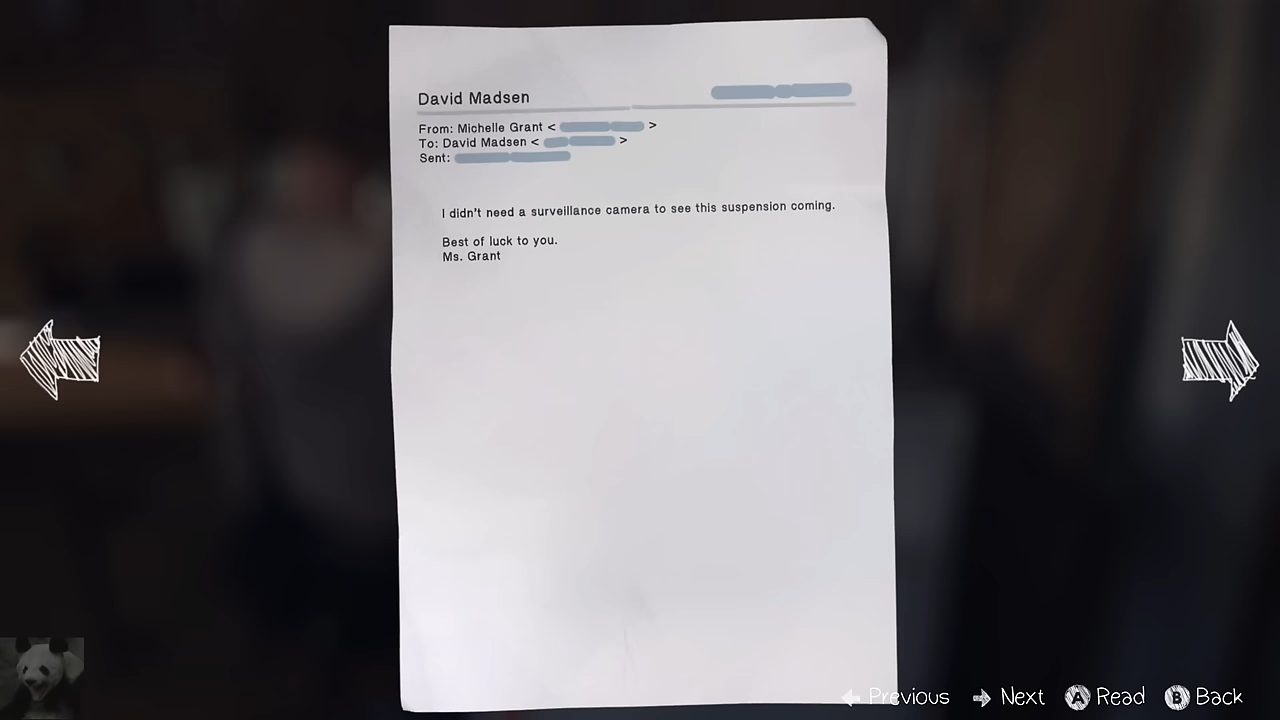 David Madsen
From: Michelle Grant < >
To: David Madsen < >
Sent:
I didn't need a surveillance camera to see this suspension coming.
Best of luck to you.
Ms. Grant
Previous Next A Read B Back